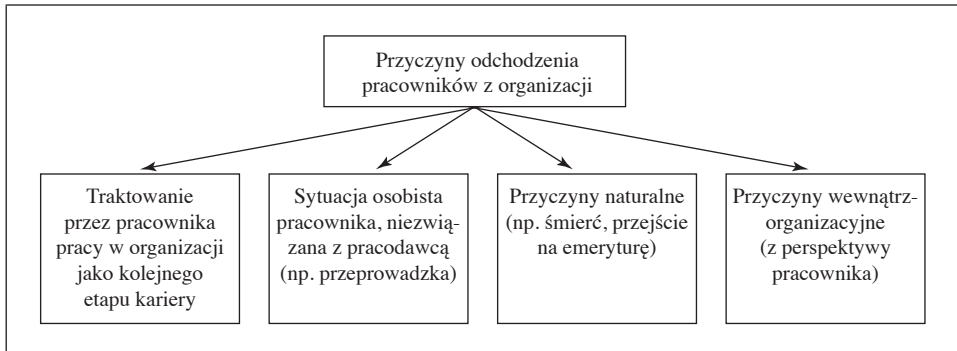 Przyczyny odchodzenia
pracowników z organizacji
Traktowanie
przez pracownika
pracy w organizacji
jako kolejnego
etapu kariery
Sytuacja osobista
pracownika, niezwią-
zana z pracodawcą
(np. przeprowadzka)
Przyczyny naturalne
(np. śmierć, przejście
na emeryturę)
Przyczyny wewnątrz-
organizacyjne
(z perspektywy
pracownika)